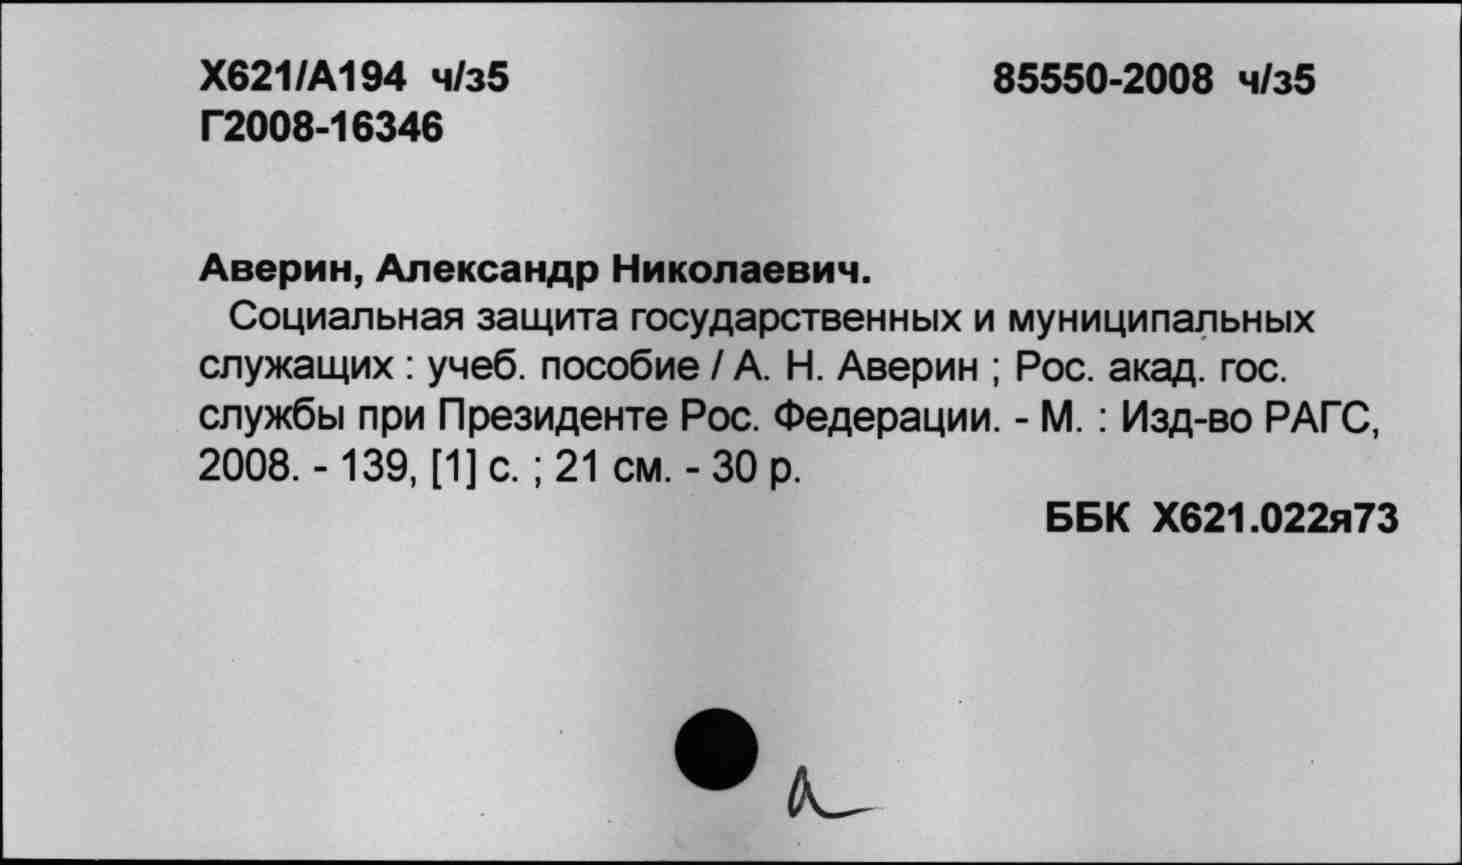 Х621/А194 ч/з5 85550-2008 ч/з5
Г2008-16346
Аверин, Александр Николаевич.
Социальная защита государственных и муниципальных
служащих : учеб. пособие / А. Н. Аверин ; Рос. акад. гос.
службы при Президенте Рос. Федерации. - М. : Изд-во РАГС,
2008. - 139, [1] с. ; 21 см. - 30 р.
ББК Х621.022я73